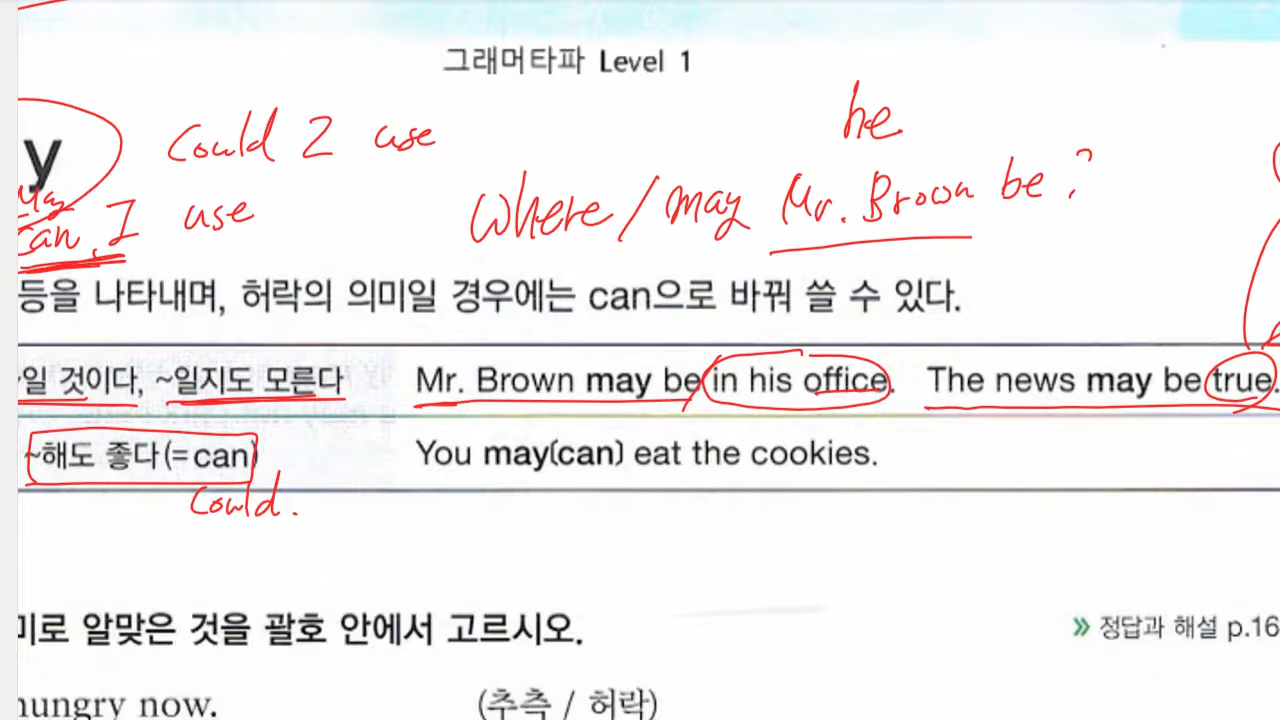 그래머타파 Level 1
he
y Could I use
Where / may Mr. Brown be?
May
Can I use
등을 나타내며, 허락의 의미일 경우에는 can으로 바꿔 쓸 수 있다.
일 것이다, ~일지도 모른다 Mr. Brown may be in his office. The news may be true.
~해도 좋다(=can) You may(can) eat the cookies.
could.
미로 알맞은 것을 괄호 안에서 고르시오.
» 정답과 해설 p.16
hungry now. (추측 / 허락)